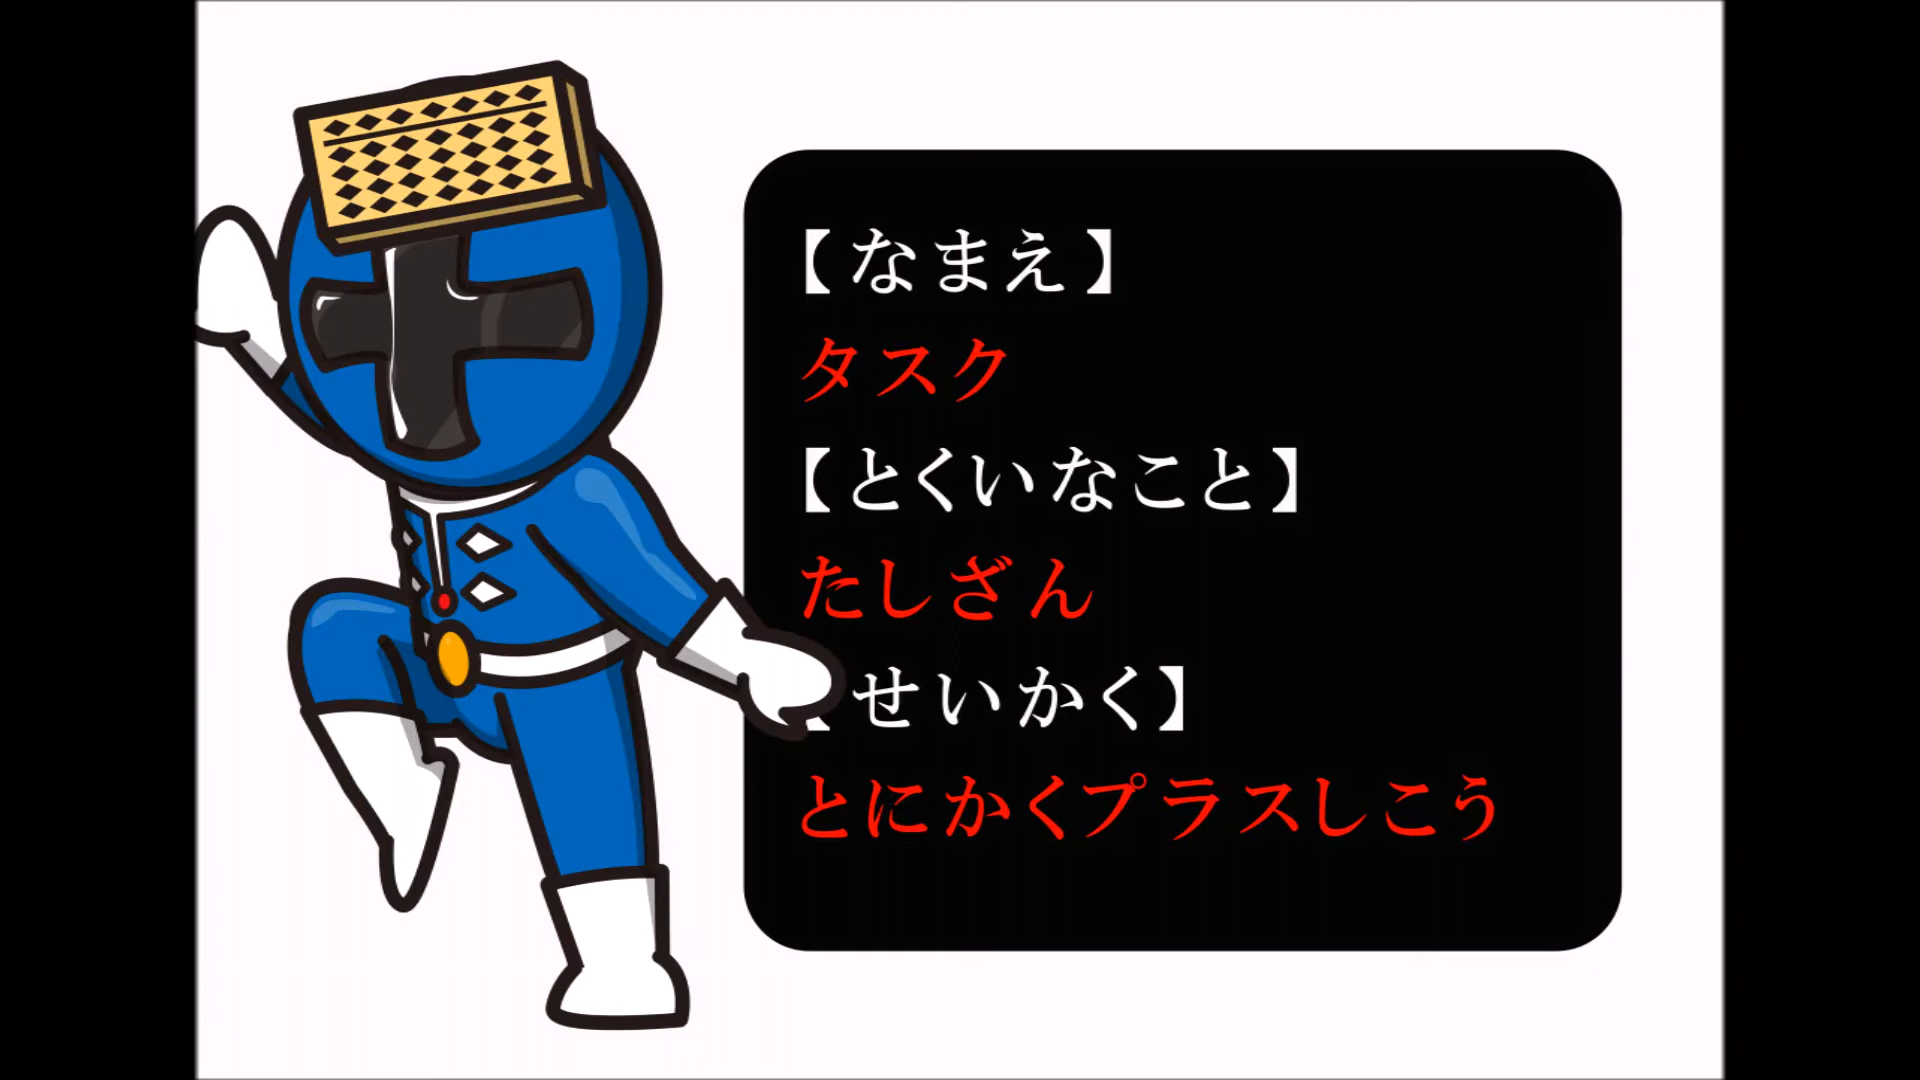 【なまえ】
タスク
【とくいなこと】
たしざん
【せいかく】
とにかくプラスしこう